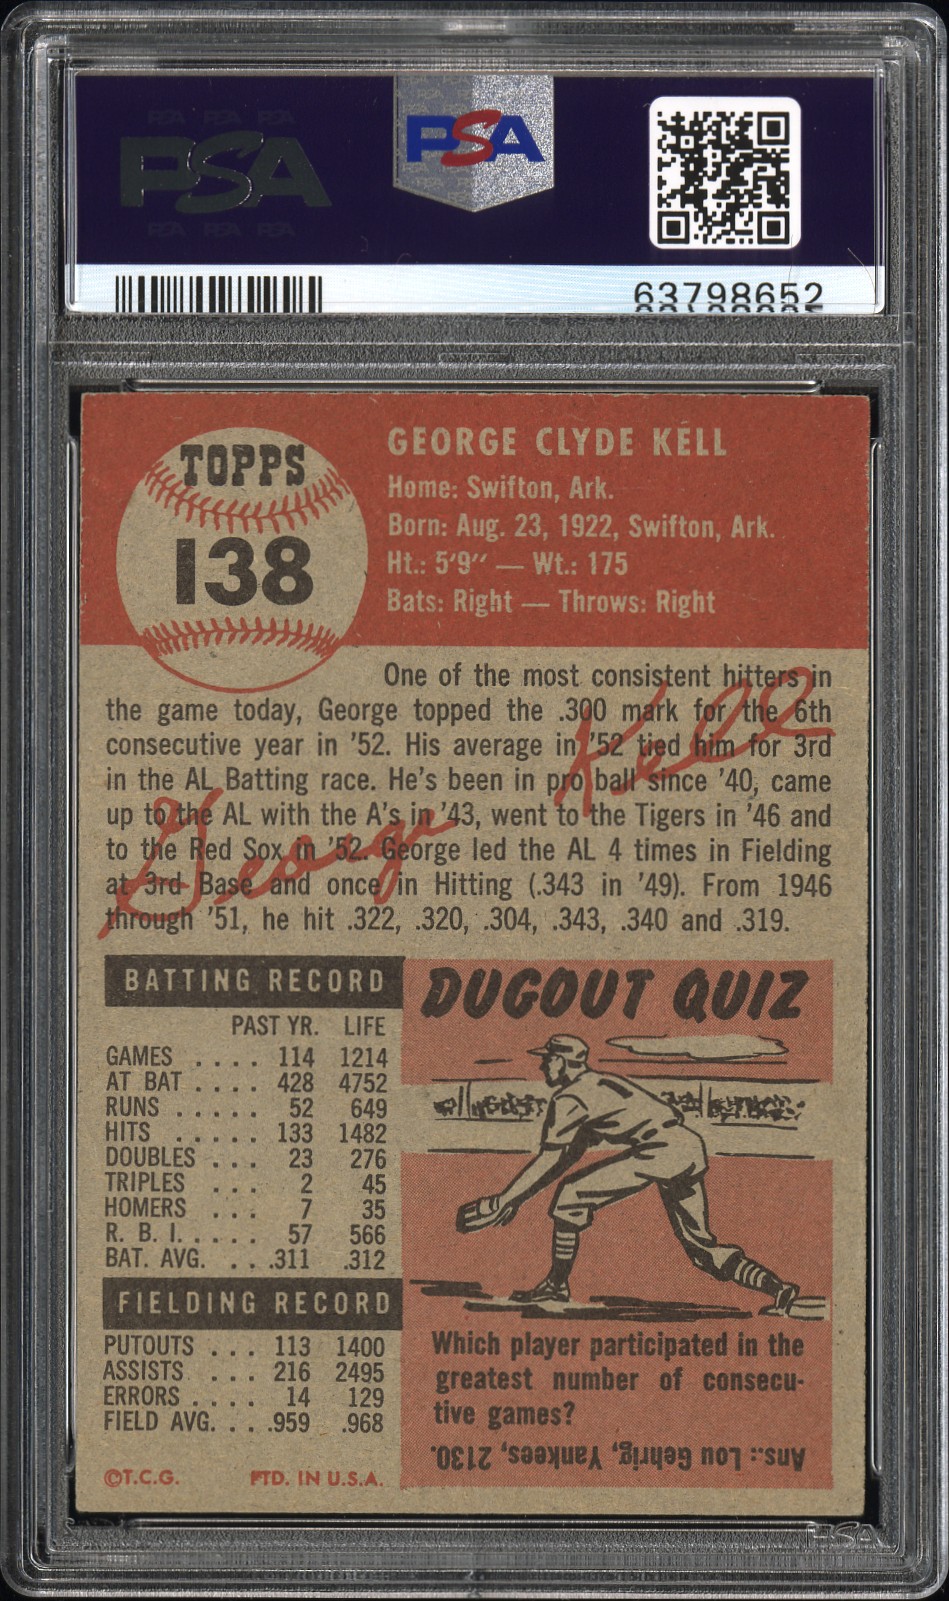 PSA PSA PSA
PSA
PSA PSA PSA
PSA
63798652
TOPPS
138
GEORGE CLYDE KELL
Home: Swifton, Ark.
Born: Aug. 23, 1922, Swifton, Ark.
Ht.: 5'9" — Wt.: 175
Bats: Right — Throws: Right
One of the most consistent hitters in
the game today, George topped the .300 mark for the 6th
consecutive year in '52. His average in '52 tied him for 3rd
in the AL Batting race. He's been in pro ball since '40, came
up to the AL with the A's in '43, went to the Tigers in '46 and
to the Red Sox in '52. George led the AL 4 times in Fielding
at 3rd Base and once in Hitting (.343 in '49). From 1946
through '51, he hit .322, .320, .304, .343, .340 and .319.
George Kell
BATTING RECORD
PAST YR. LIFE
GAMES .... 114 1214
AT BAT .... 428 4752
RUNS ..... 52 649
HITS ..... 133 1482
DOUBLES ... 23 276
TRIPLES ... 2 45
HOMERS ... 7 35
R. B. I. .... 57 566
BAT. AVG. ...311 .312
FIELDING RECORD
PUTOUTS ... 113 1400
ASSISTS ... 216 2495
ERRORS .... 14 129
FIELD AVG. ... .959 .968
©T.C.G. PTD. IN U.S.A.
DUGOUT QUIZ
Which player participated in the
greatest number of consecu-
tive games?
Ans.: Lou Gehrig, Yankees, 2130.